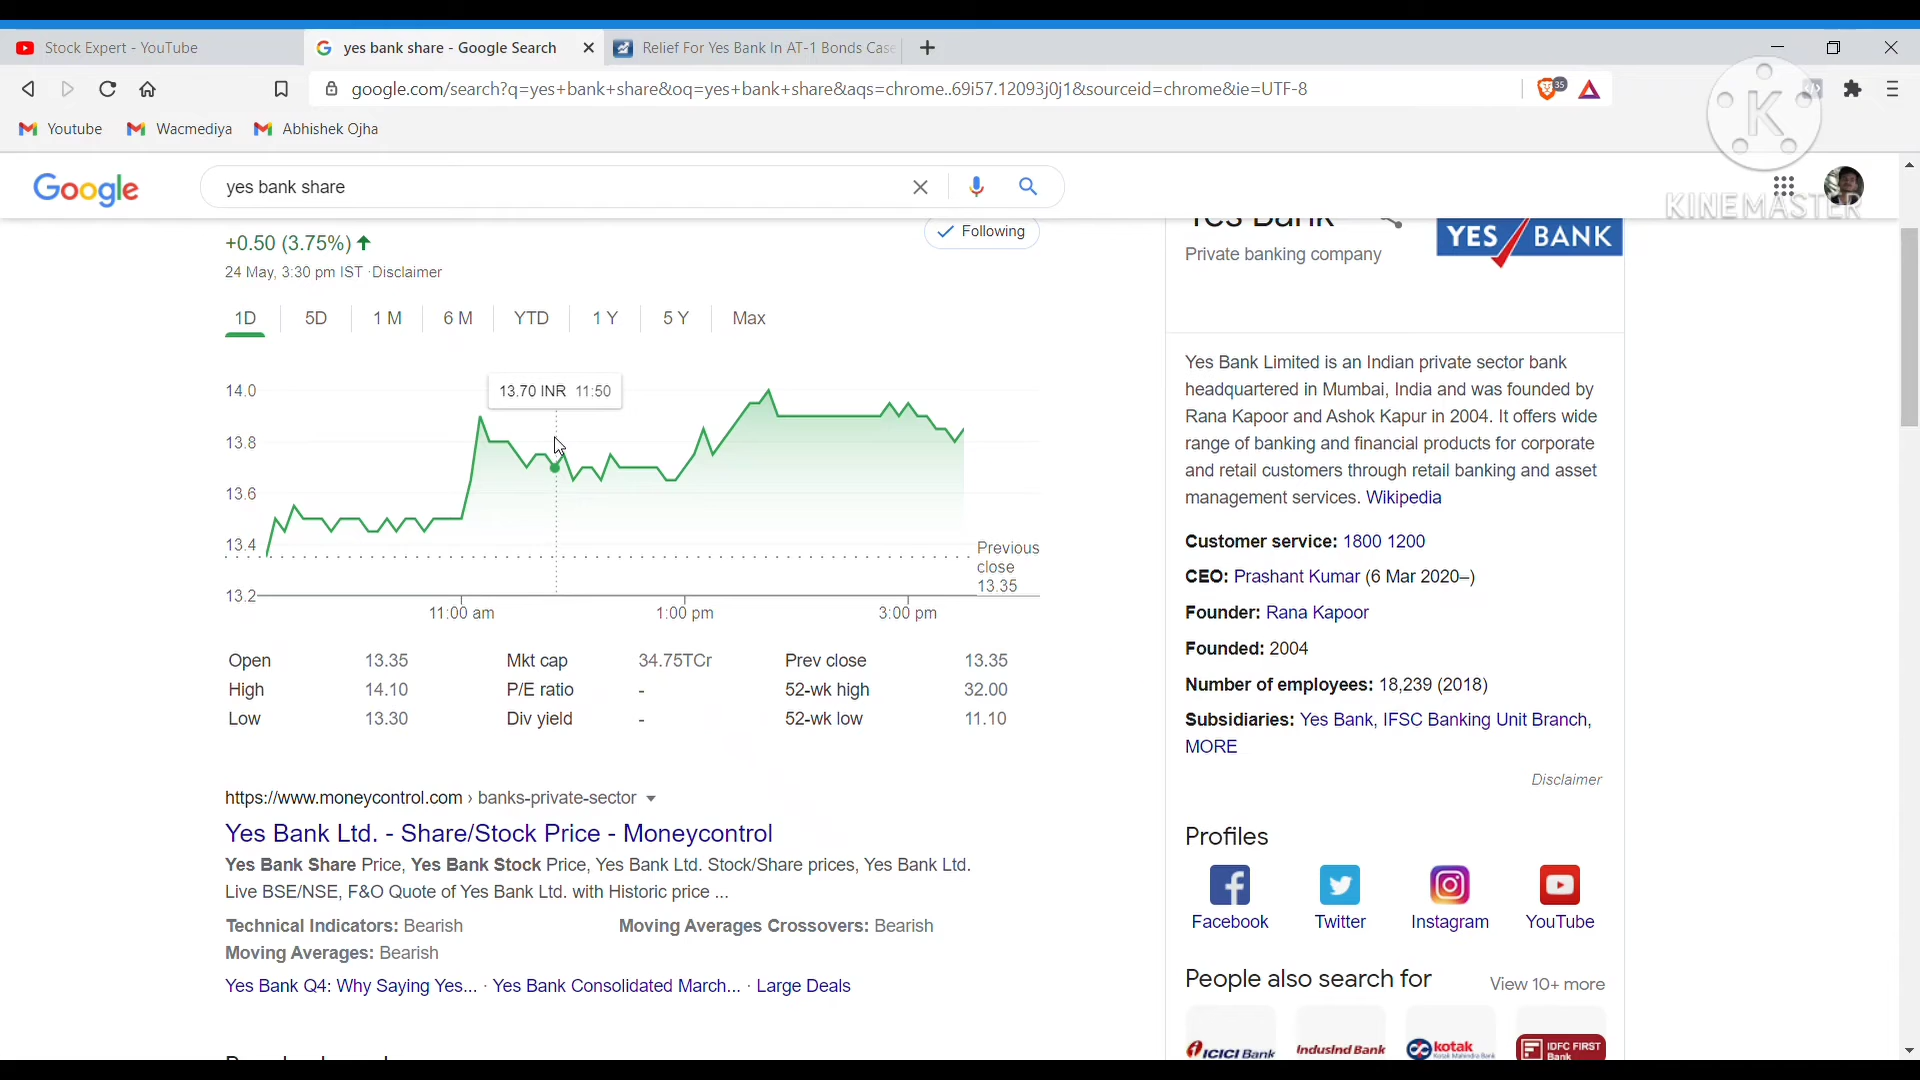 Stock Expert - YouTube
yes bank share - Google Search
Relief For Yes Bank In AT-1 Bonds Case
google.com/search?q=yes+bank+share&oq=yes+bank+share&aqs=chrome..69i57.12093j0j1&sourceid=chrome&ie=UTF-8
35
Youtube
Wacmediya
Abhishek Ojha
K
KINEMASTER
Google
yes bank share
+0.50 (3.75%)
Following
24 May, 3:30 pm IST · Disclaimer
1D 5D 1 M 6 M YTD 1 Y 5 Y Max
13.70 INR 11:50
14.0
13.8
13.6
13.4
13.2
Previous
close
13.35
11:00 am 1:00 pm 3:00 pm
Open 13.35 Mkt cap 34.75TCr Prev close 13.35
High 14.10 P/E ratio - 52-wk high 32.00
Low 13.30 Div yield - 52-wk low 11.10
https://www.moneycontrol.com › banks-private-sector
Yes Bank Ltd. - Share/Stock Price - Moneycontrol
Yes Bank Share Price, Yes Bank Stock Price, Yes Bank Ltd. Stock/Share prices, Yes Bank Ltd.
Live BSE/NSE, F&O Quote of Yes Bank Ltd. with Historic price ...
Technical Indicators: Bearish Moving Averages Crossovers: Bearish
Moving Averages: Bearish
Yes Bank Q4: Why Saying Yes... · Yes Bank Consolidated March... · Large Deals
Yes Bank
Private banking company
YES BANK
Yes Bank Limited is an Indian private sector bank
headquartered in Mumbai, India and was founded by
Rana Kapoor and Ashok Kapur in 2004. It offers wide
range of banking and financial products for corporate
and retail customers through retail banking and asset
management services. Wikipedia
Customer service: 1800 1200
CEO: Prashant Kumar (6 Mar 2020–)
Founder: Rana Kapoor
Founded: 2004
Number of employees: 18,239 (2018)
Subsidiaries: Yes Bank, IFSC Banking Unit Branch,
MORE
Disclaimer
Profiles
Facebook Twitter Instagram YouTube
People also search for
View 10+ more
ICICI Bank
IndusInd Bank
kotak
Kotak Mahindra Bank
IDFC FIRST
Bank